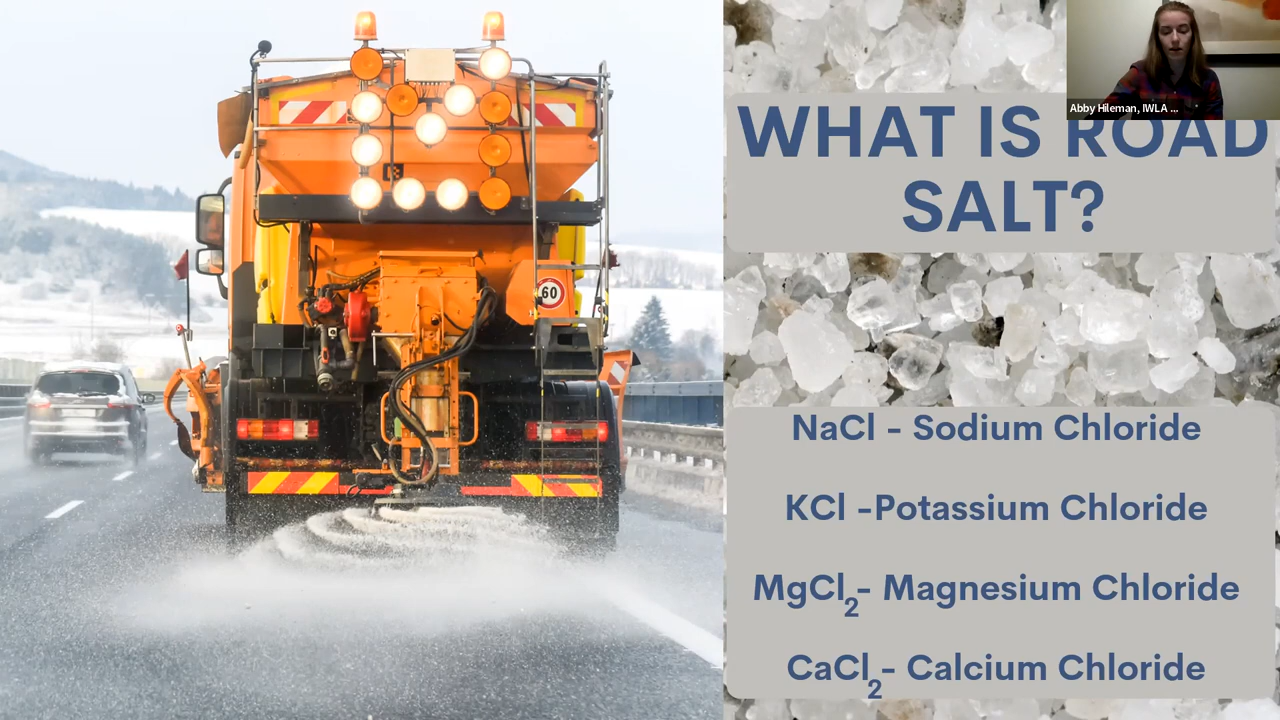 Abby Hileman, IWLA ...
WHAT IS ROAD
SALT?
60
NaCl - Sodium Chloride
KCl -Potassium Chloride
MgCl2- Magnesium Chloride
CaCl2- Calcium Chloride